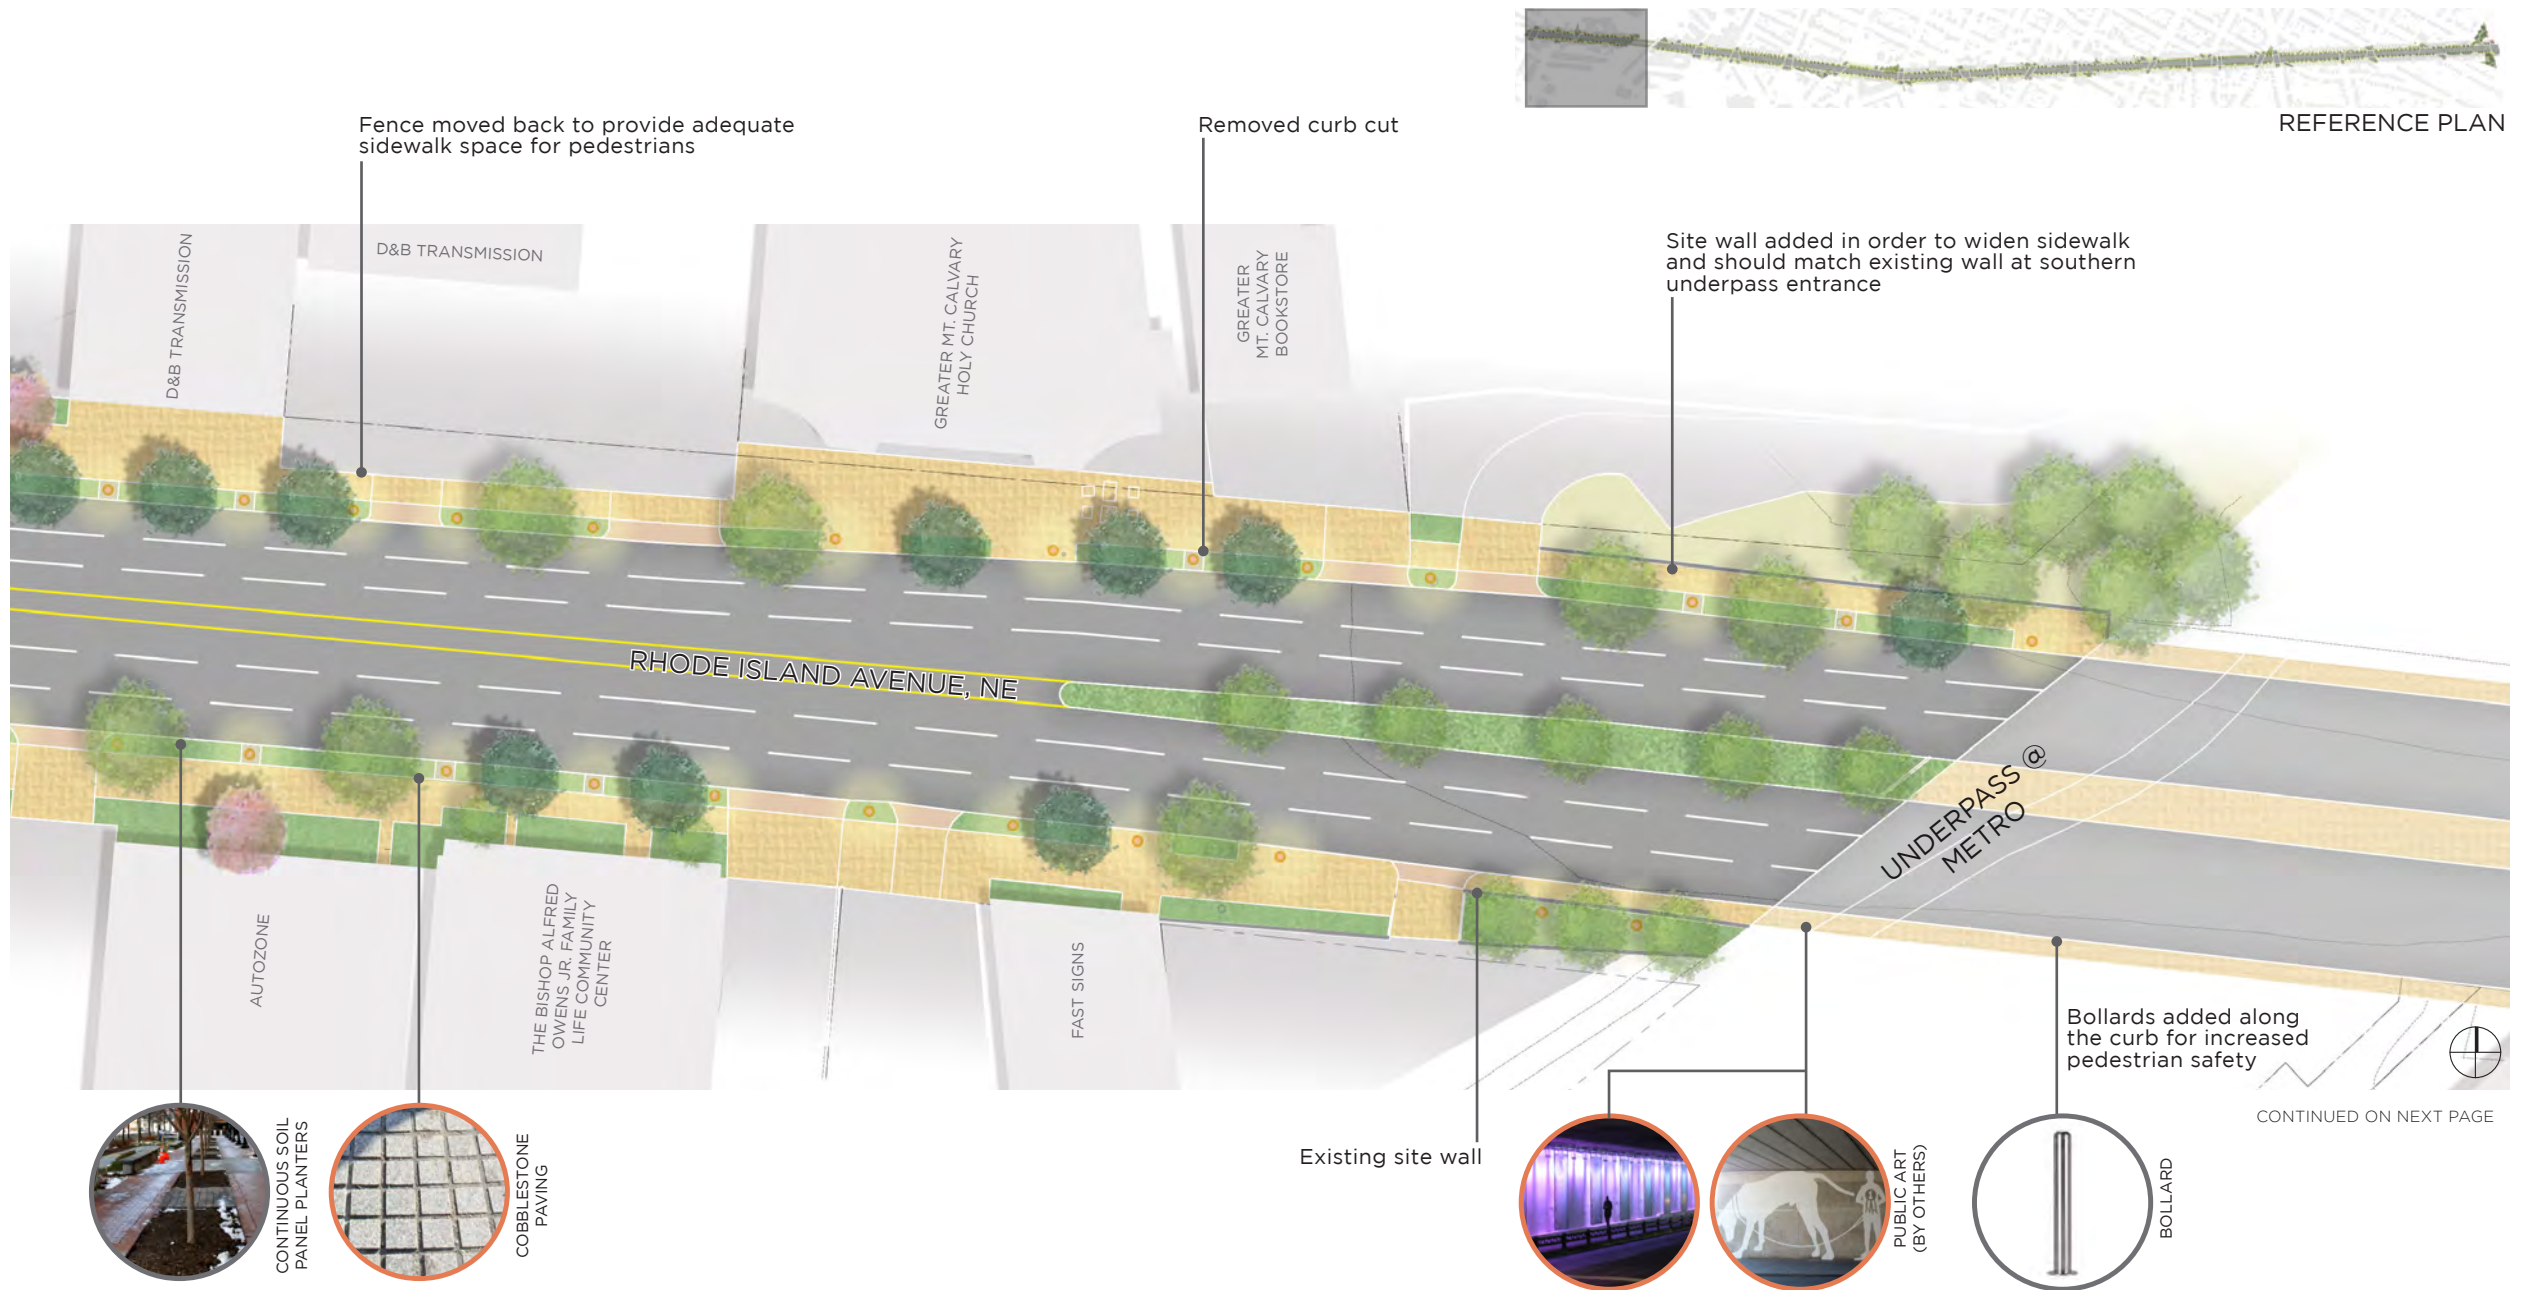 REFERENCE PLAN
Fence moved back to provide adequate
sidewalk space for pedestrians
Removed curb cut
Site wall added in order to widen sidewalk
and should match existing wall at southern
underpass entrance
D&B TRANSMISSION
D&B TRANSMISSION
GREATER MT. CALVARY
HOLY CHURCH
GREATER
MT. CALVARY
BOOKSTORE
RHODE ISLAND AVENUE, NE
UNDERPASS @
METRO
AUTOZONE
THE BISHOP ALFRED
OWENS JR. FAMILY
LIFE COMMUNITY
CENTER
FAST SIGNS
Bollards added along
the curb for increased
pedestrian safety
CONTINUED ON NEXT PAGE
Existing site wall
CONTINUOUS SOIL
PANEL PLANTERS
COBBLESTONE
PAVING
PUBLIC ART
(BY OTHERS)
BOLLARD